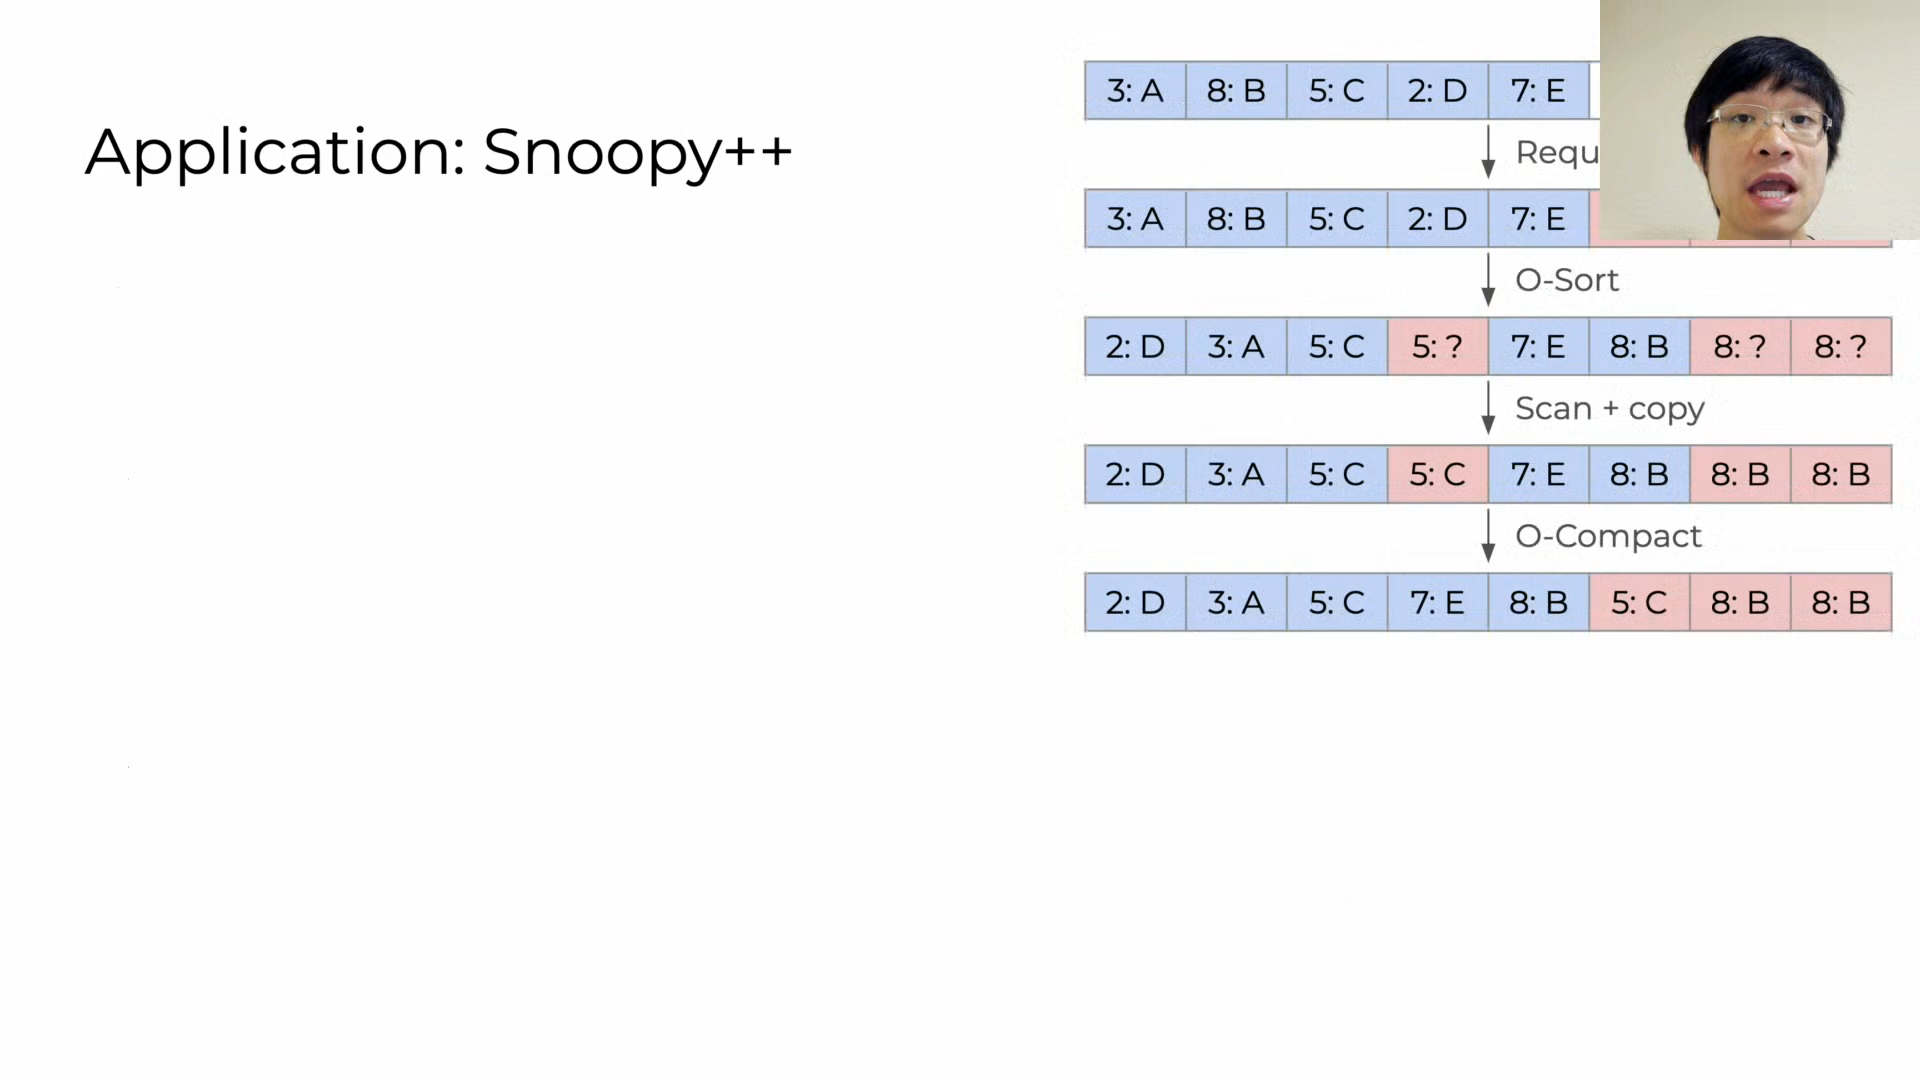 Application: Snoopy++
3: A 8: B 5: C 2: D 7: E
3: A 8: B 5: C 2: D 7: E
O-Sort
2: D 3: A 5: C 5: ? 7: E 8: B 8: ? 8: ?
Scan + copy
2: D 3: A 5: C 5: C 7: E 8: B 8: B 8: B
O-Compact
2: D 3: A 5: C 7: E 8: B 5: C 8: B 8: B